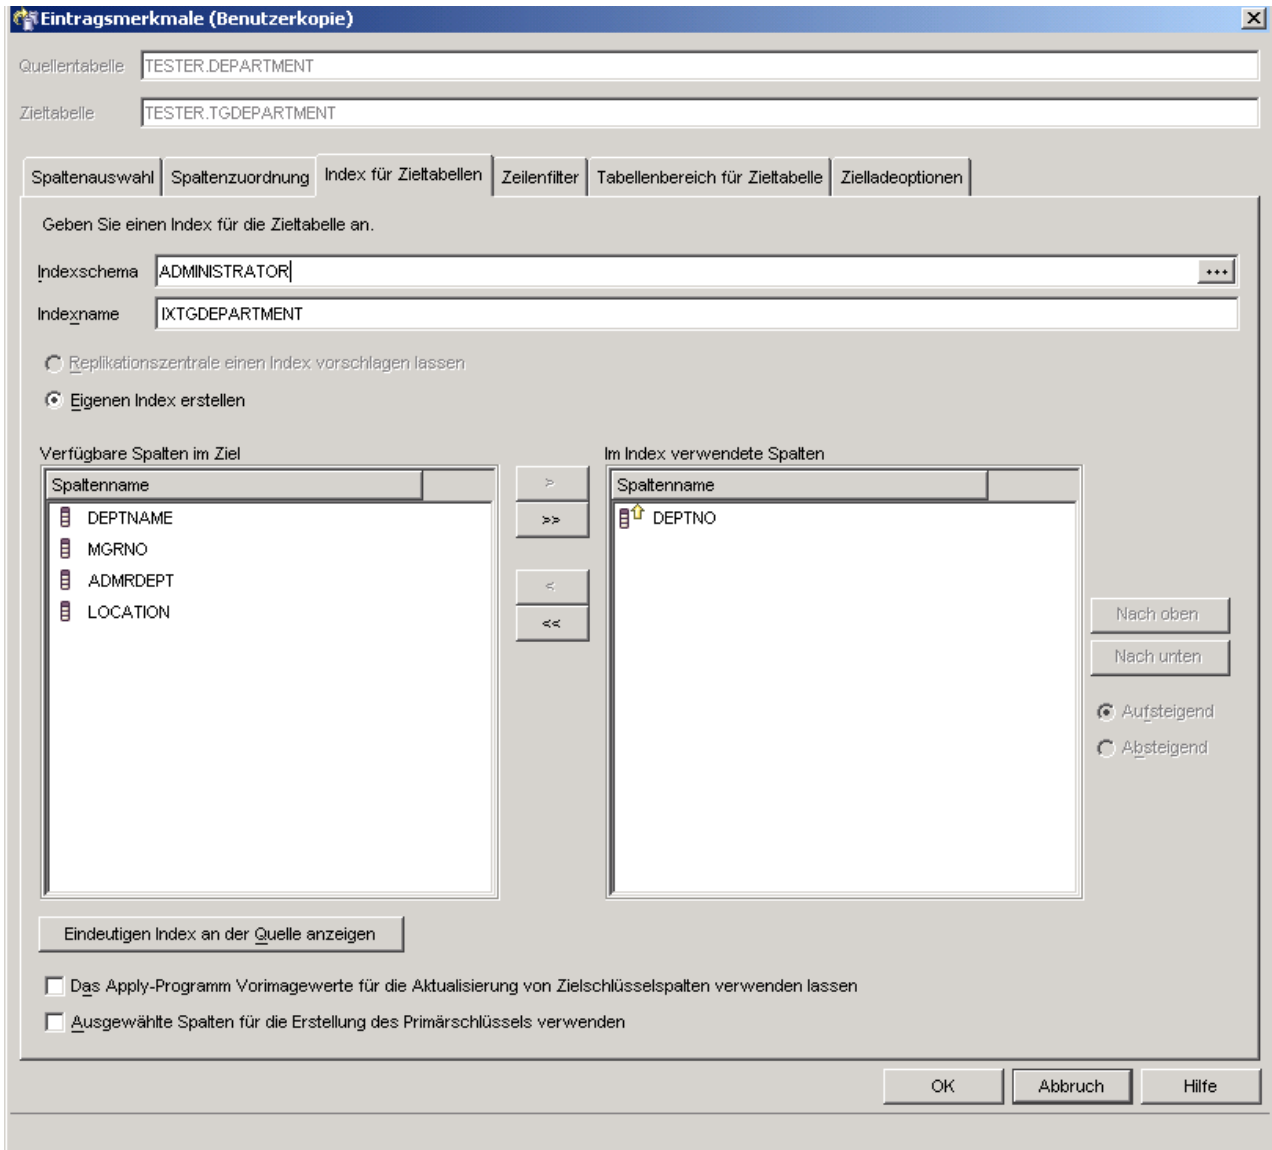 Eintragsmerkmale (Benutzerkopie)
Quellentabelle TESTER.DEPARTMENT
Zieltabelle TESTER.TGDEPARTMENT
Spaltenauswahl Spaltenzuordnung Index für Zieltabellen Zeilenfilter Tabellenbereich für Zieltabelle Zielladeoptionen
Geben Sie einen Index für die Zieltabelle an.
Indexschema ADMINISTRATOR ...
Indexname IXTGDEPARTMENT
Replikationszentrale einen Index vorschlagen lassen
Eigenen Index erstellen
Verfügbare Spalten im Ziel
Spaltenname
DEPTNAME
MGRNO
ADMRDEPT
LOCATION
>
>>
<
<<
Im Index verwendete Spalten
Spaltenname
DEPTNO
Nach oben
Nach unten
Aufsteigend
Absteigend
Eindeutigen Index an der Quelle anzeigen
Das Apply-Programm Vorimagewerte für die Aktualisierung von Zielschlüsselspalten verwenden lassen
Ausgewählte Spalten für die Erstellung des Primärschlüssels verwenden
OK Abbruch Hilfe